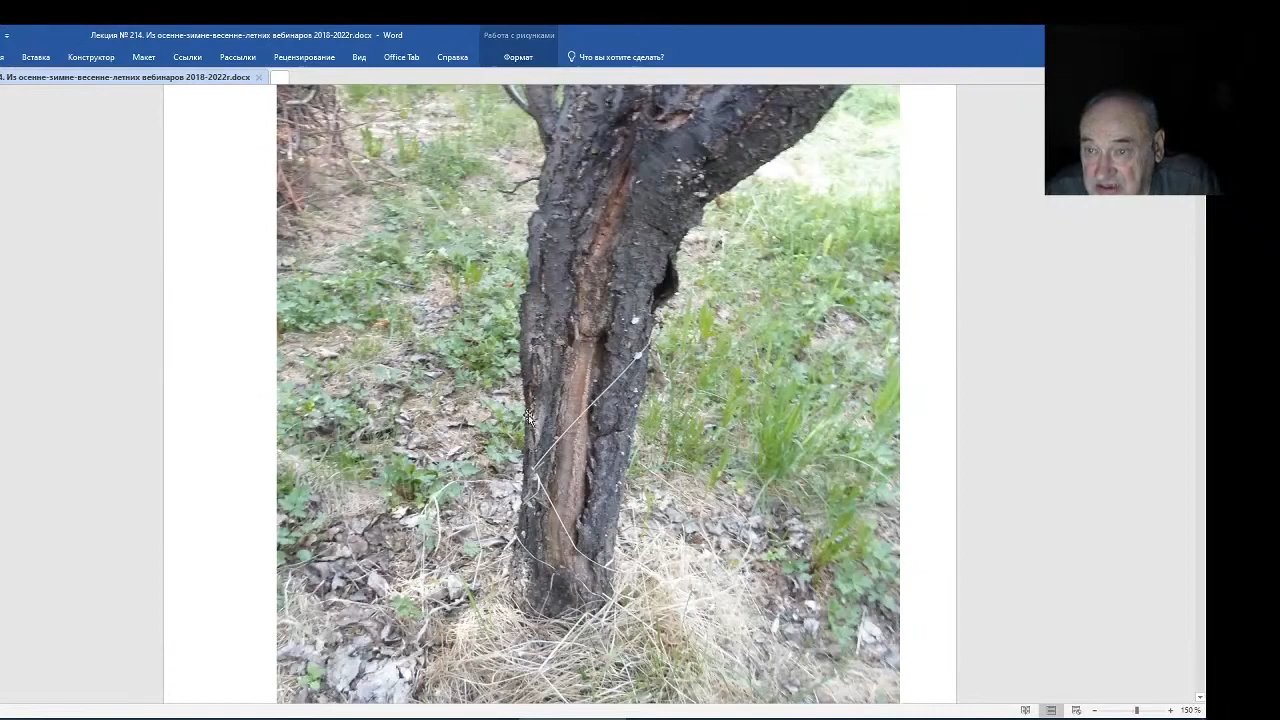 Лекция № 214. Из осенне-зимне-весенне-летних вебинаров 2018-2022г.docx - Word
Работа с рисунками
Вставка Конструктор Макет Ссылки Рассылки Рецензирование Вид Office Tab Справка Формат Что вы хотите сделать?
4. Из осенне-зимне-весенне-летних вебинаров 2018-2022г.docx
150 %